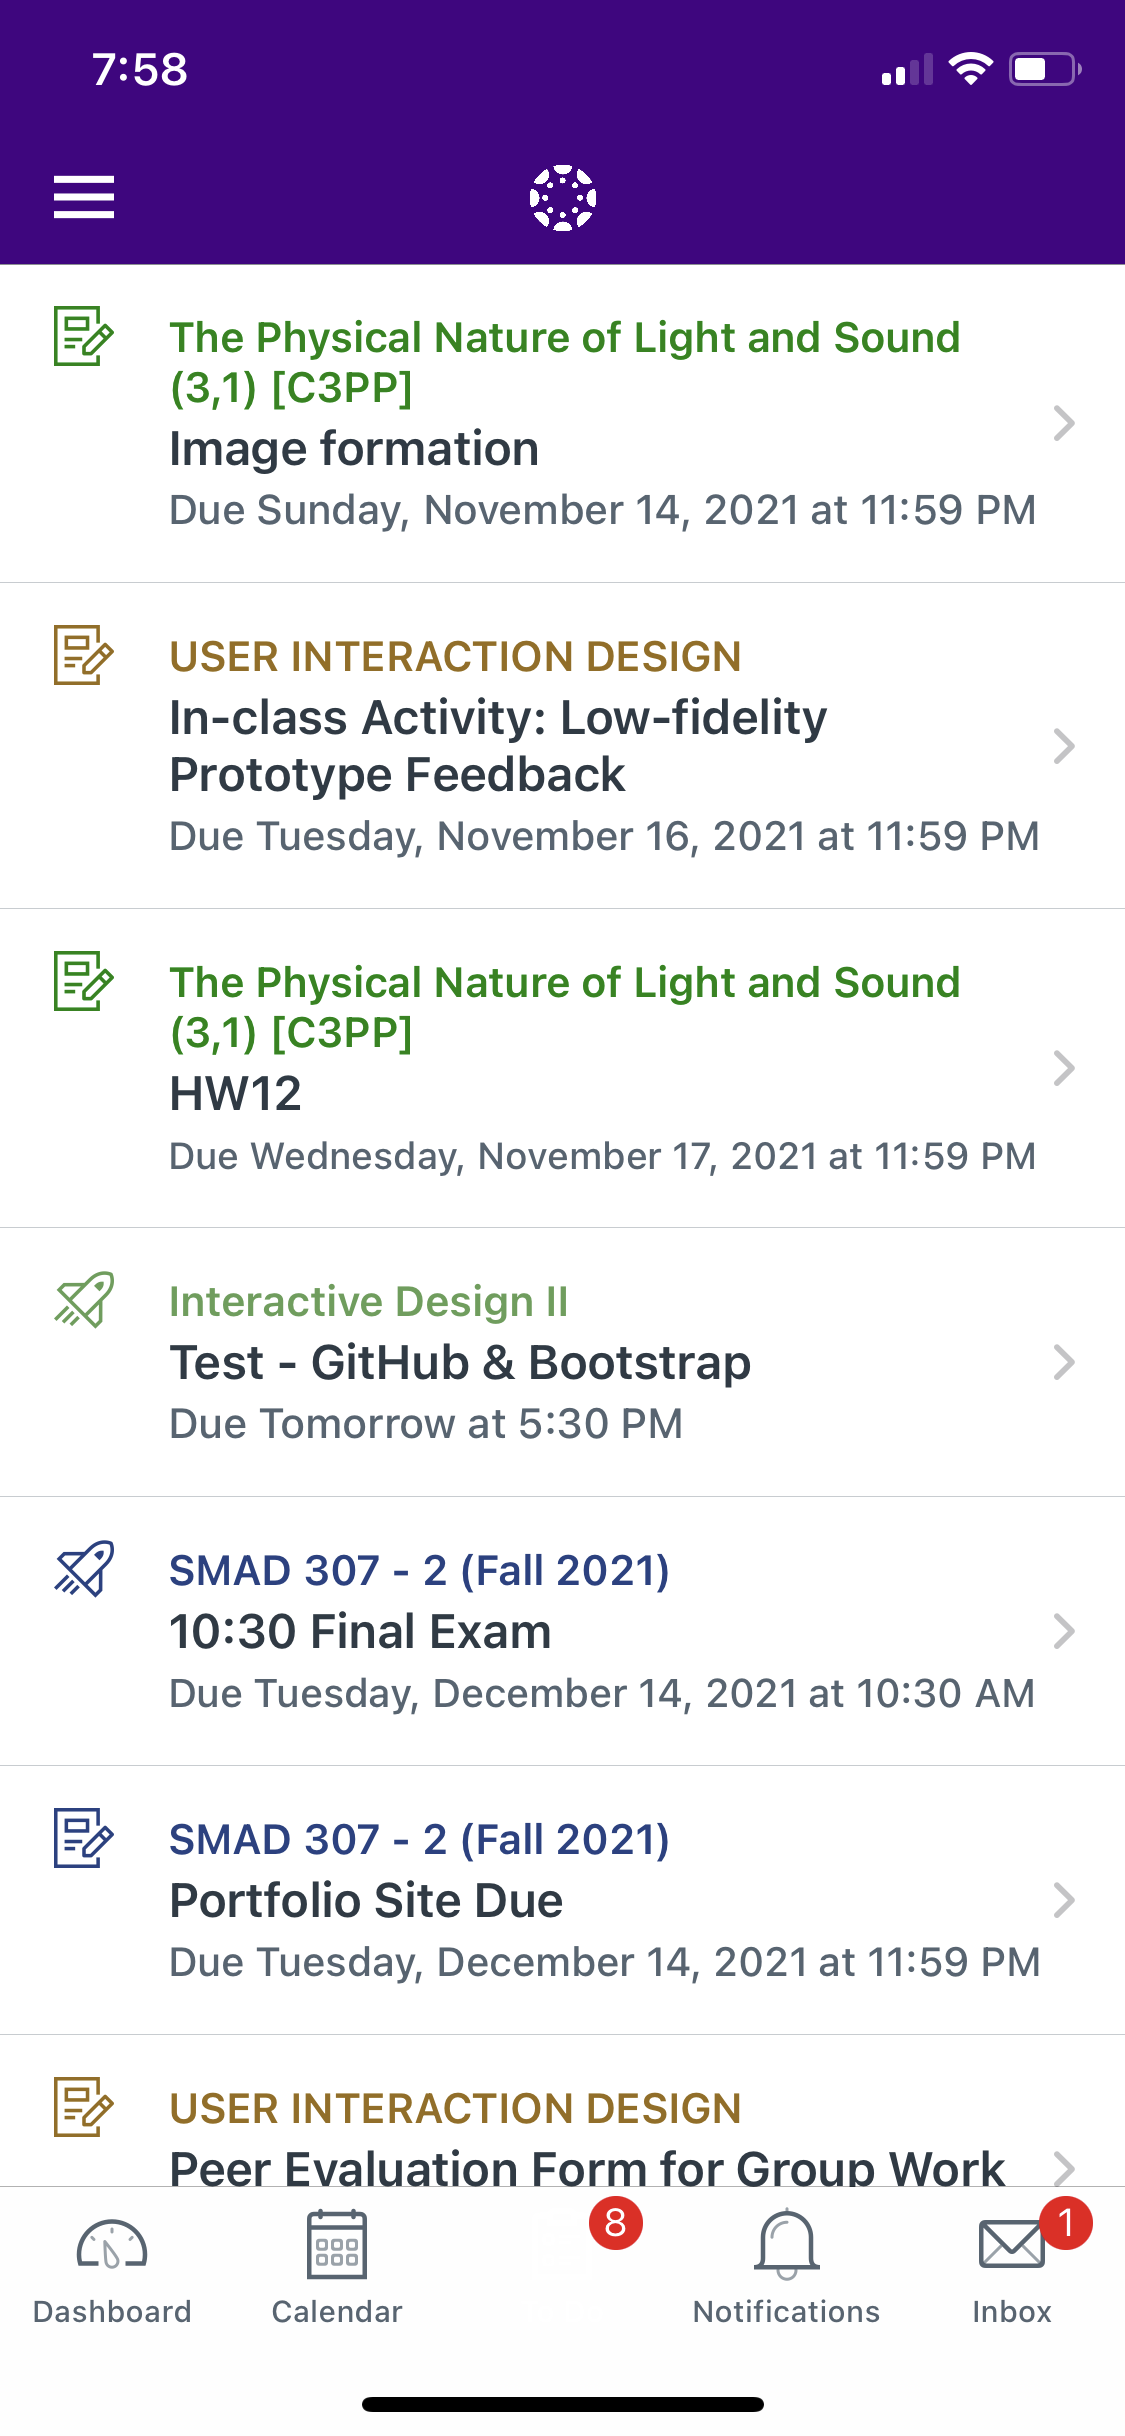 7:58
The Physical Nature of Light and Sound
(3,1) [C3PP]
Image formation
Due Sunday, November 14, 2021 at 11:59 PM
USER INTERACTION DESIGN
In-class Activity: Low-fidelity
Prototype Feedback
Due Tuesday, November 16, 2021 at 11:59 PM
The Physical Nature of Light and Sound
(3,1) [C3PP]
HW12
Due Wednesday, November 17, 2021 at 11:59 PM
Interactive Design II
Test - GitHub & Bootstrap
Due Tomorrow at 5:30 PM
SMAD 307 - 2 (Fall 2021)
10:30 Final Exam
Due Tuesday, December 14, 2021 at 10:30 AM
SMAD 307 - 2 (Fall 2021)
Portfolio Site Due
Due Tuesday, December 14, 2021 at 11:59 PM
USER INTERACTION DESIGN
Peer Evaluation Form for Group Work
8
1
Dashboard
Calendar
Notifications
Inbox